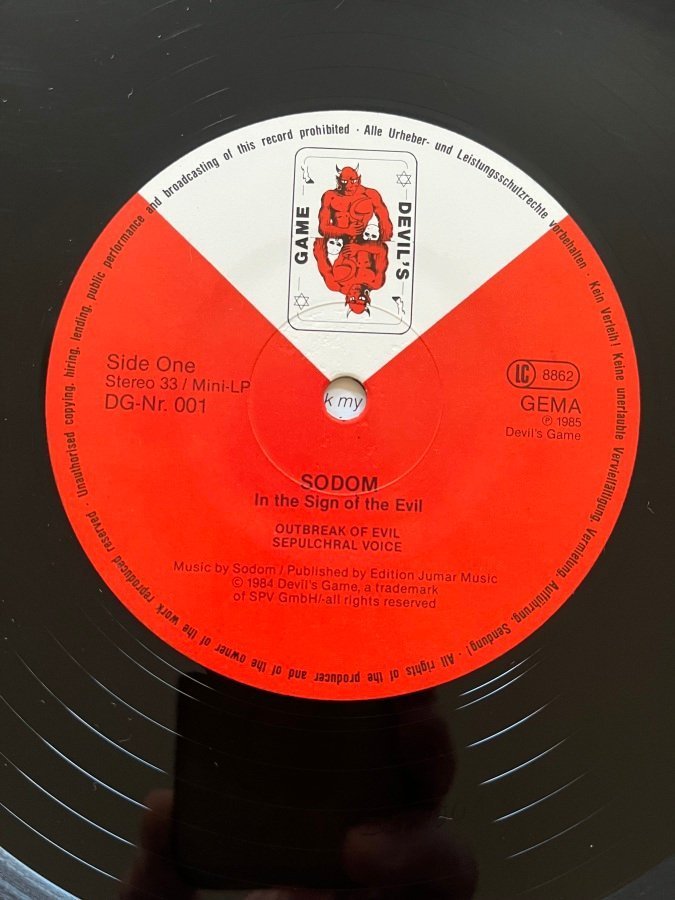 Unauthorised copying, hiring, lending, public performance and broadcasting of this record prohibited · Alle Urheber- und Leistungsschutzrechte vorbehalten · Kein Verleih! Keine unerlaubte Vervielfältigung, Vermietung, Aufführung, Sendung! · All rights of the producer and of the owner of the work reproduced reserved ·
GAME
DEVIL'S
Side One
Stereo 33 / Mini-LP
DG-Nr. 001
LC 8862
GEMA
℗ 1985
Devil's Game
k my
SODOM
In the Sign of the Evil
OUTBREAK OF EVIL
SEPULCHRAL VOICE
Music by Sodom / Published by Edition Jumar Music
© 1984 Devil's Game, a trademark
of SPV GmbH/-all rights reserved